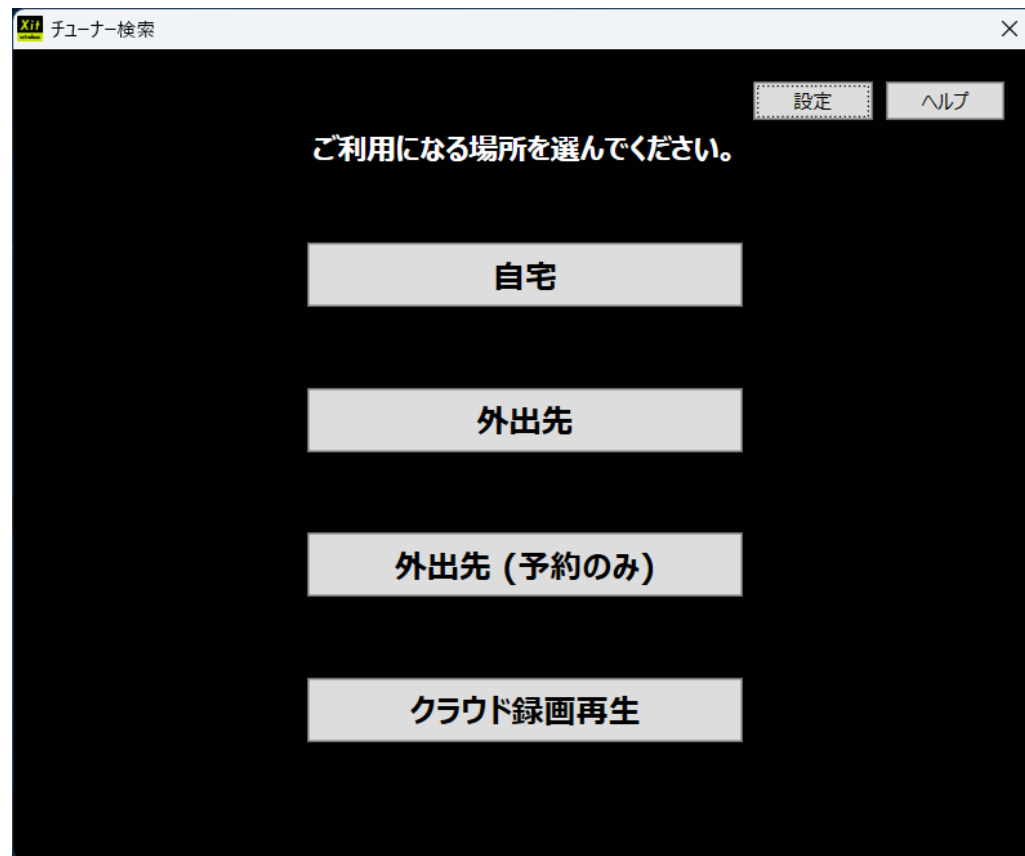 Xit
wireless
チューナー検索
設定
ヘルプ
ご利用になる場所を選んでください。
自宅
外出先
外出先 (予約のみ)
クラウド録画再生